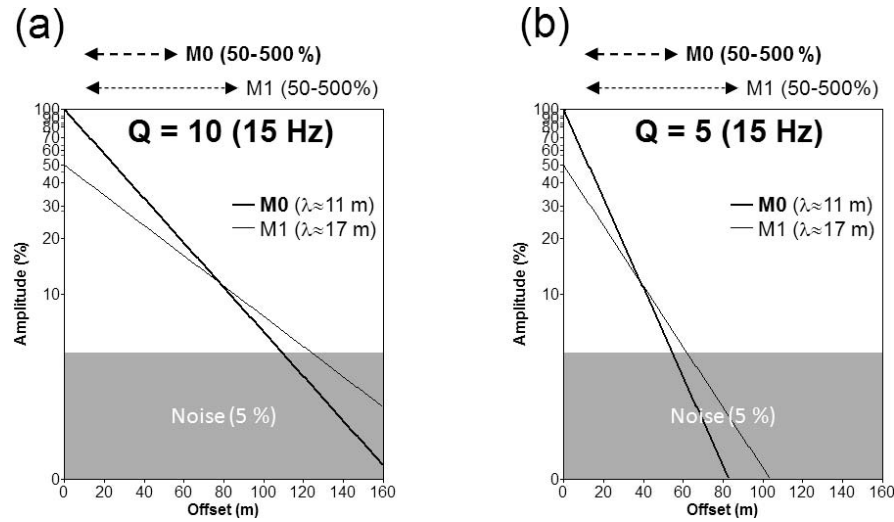 (a)
M0 (50-500 %)
M1 (50-500%)
Q = 10 (15 Hz)
M0 (λ≈11 m)
M1 (λ≈17 m)
Noise (5 %)
Amplitude (%)
100
90
80
70
60
50
40
30
20
10
0
0 20 40 60 80 100 120 140 160
Offset (m)
(b)
M0 (50-500 %)
M1 (50-500%)
Q = 5 (15 Hz)
M0 (λ≈11 m)
M1 (λ≈17 m)
Noise (5 %)
Amplitude (%)
100
90
80
70
60
50
40
30
20
10
0
0 20 40 60 80 100 120 140 160
Offset (m)